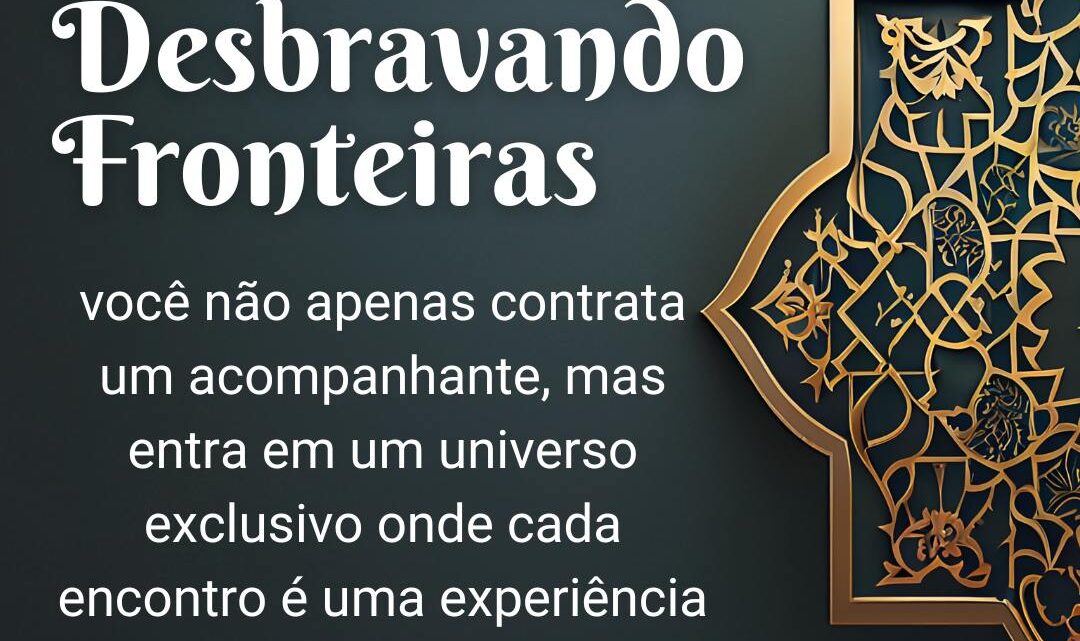 Desbravando
Fronteiras
você não apenas contrata
um acompanhante, mas
entra em um universo
exclusivo onde cada
encontro é uma experiência